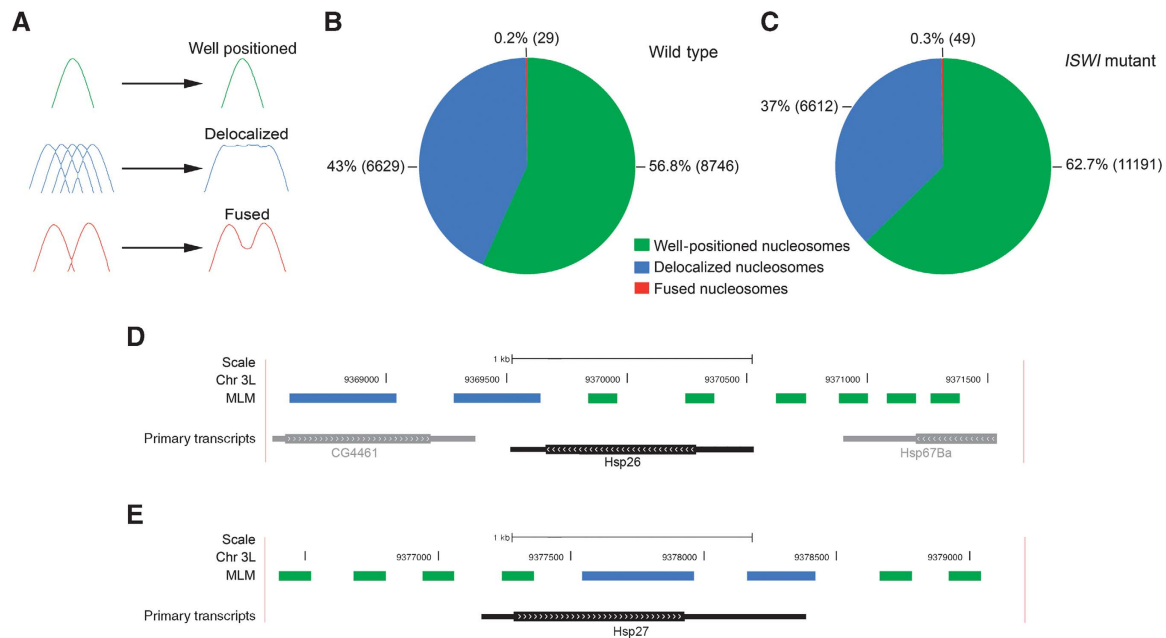 A
Well positioned
Delocalized
Fused
B
0.2% (29)
Wild type
43% (6629)
56.8% (8746)
C
0.3% (49)
ISWI mutant
37% (6612)
62.7% (11191)
Well-positioned nucleosomes
Delocalized nucleosomes
Fused nucleosomes
D
Scale
1 kb
Chr 3L
9369000
9369500
9370000
9370500
9371000
9371500
MLM
Primary transcripts
CG4461
Hsp26
Hsp67Ba
E
Scale
1 kb
Chr 3L
9377000
9377500
9378000
9378500
9379000
MLM
Primary transcripts
Hsp27